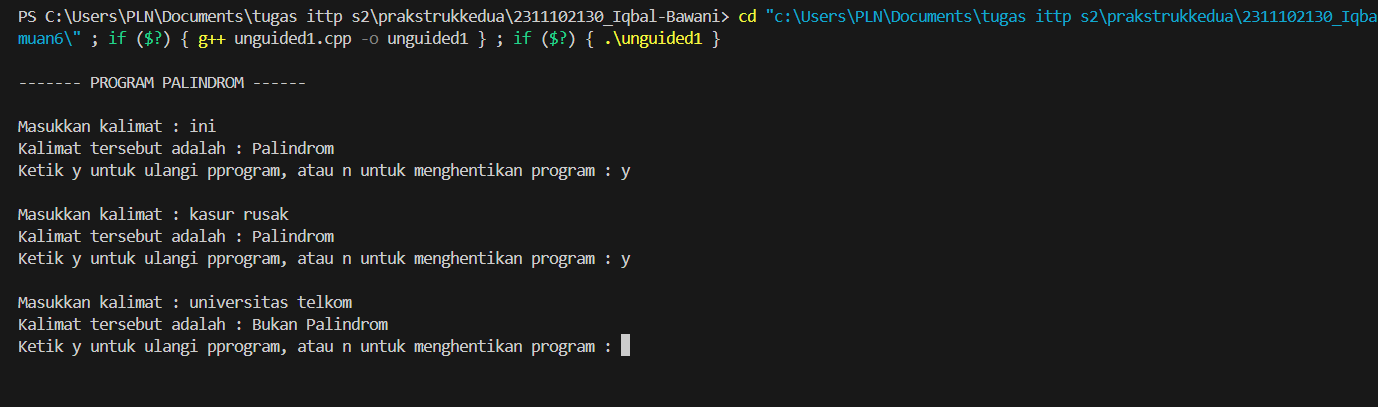 PS C:\Users\PLN\Documents\tugas ittp s2\prakstrukkedua\2311102130_Iqbal-Bawani> cd "c:\Users\PLN\Documents\tugas ittp s2\prakstrukkedua\2311102130_Iqba
muan6\" ; if ($?) { g++ unguided1.cpp -o unguided1 } ; if ($?) { .\unguided1 }
------- PROGRAM PALINDROM ------
Masukkan kalimat : ini
Kalimat tersebut adalah : Palindrom
Ketik y untuk ulangi pprogram, atau n untuk menghentikan program : y
Masukkan kalimat : kasur rusak
Kalimat tersebut adalah : Palindrom
Ketik y untuk ulangi pprogram, atau n untuk menghentikan program : y
Masukkan kalimat : universitas telkom
Kalimat tersebut adalah : Bukan Palindrom
Ketik y untuk ulangi pprogram, atau n untuk menghentikan program :